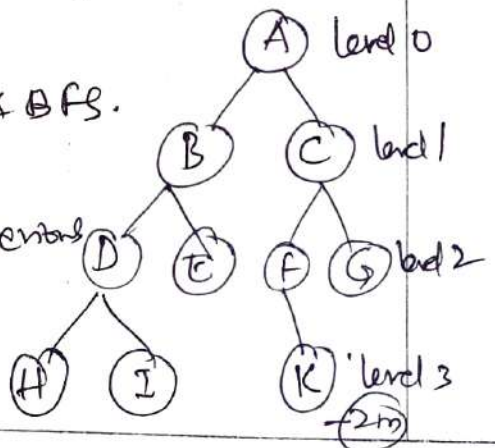 A level 0
& BFS.
B C level 1
D E F G level 2
H I K level 3
-2m